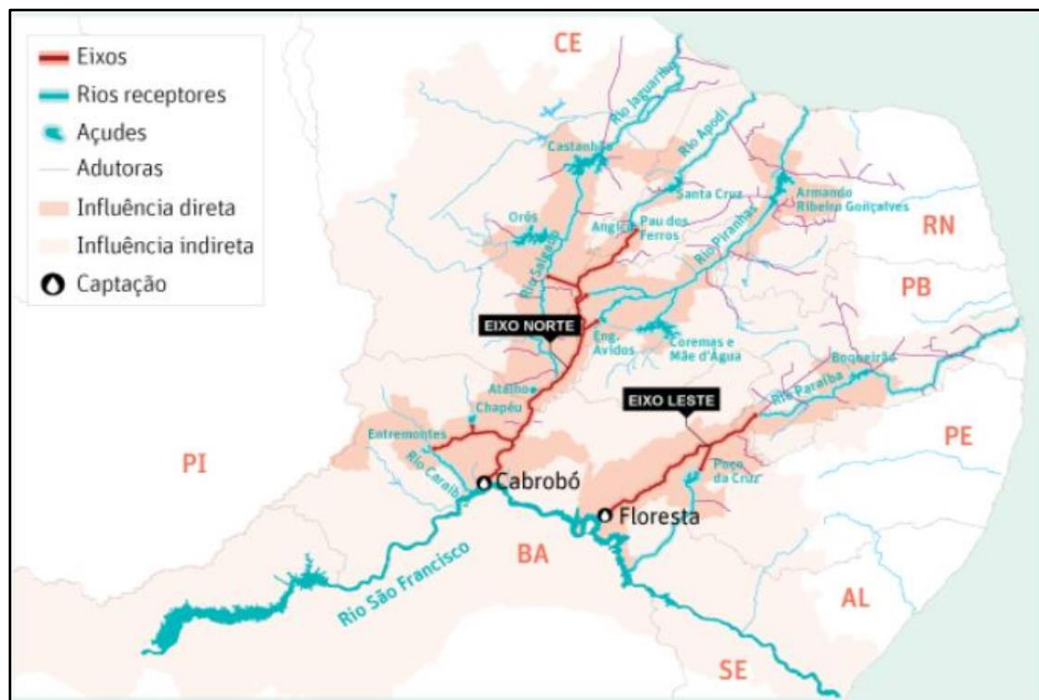 Eixos
Rios receptores
Açudes
Adutoras
Influência direta
Influência indireta
Captação
CE
Rio Jaguaribe
Rio Apodi
Castanhão
Santa Cruz
Armando
Ribeiro Gonçalves
Orós
Angico
Pau dos
Ferros
RN
Rio Piranhas
Rio Salgado
PB
EIXO NORTE
Eng.
Avidos
Coremas e
Mãe d'Água
Boqueirão
Atalho
EIXO LESTE
Rio Paraíba
Chapéu
Entremontes
PE
PI
Poço
da Cruz
Rio Caraíb
Cabrobó
Floresta
BA
Rio São Francisco
AL
SE